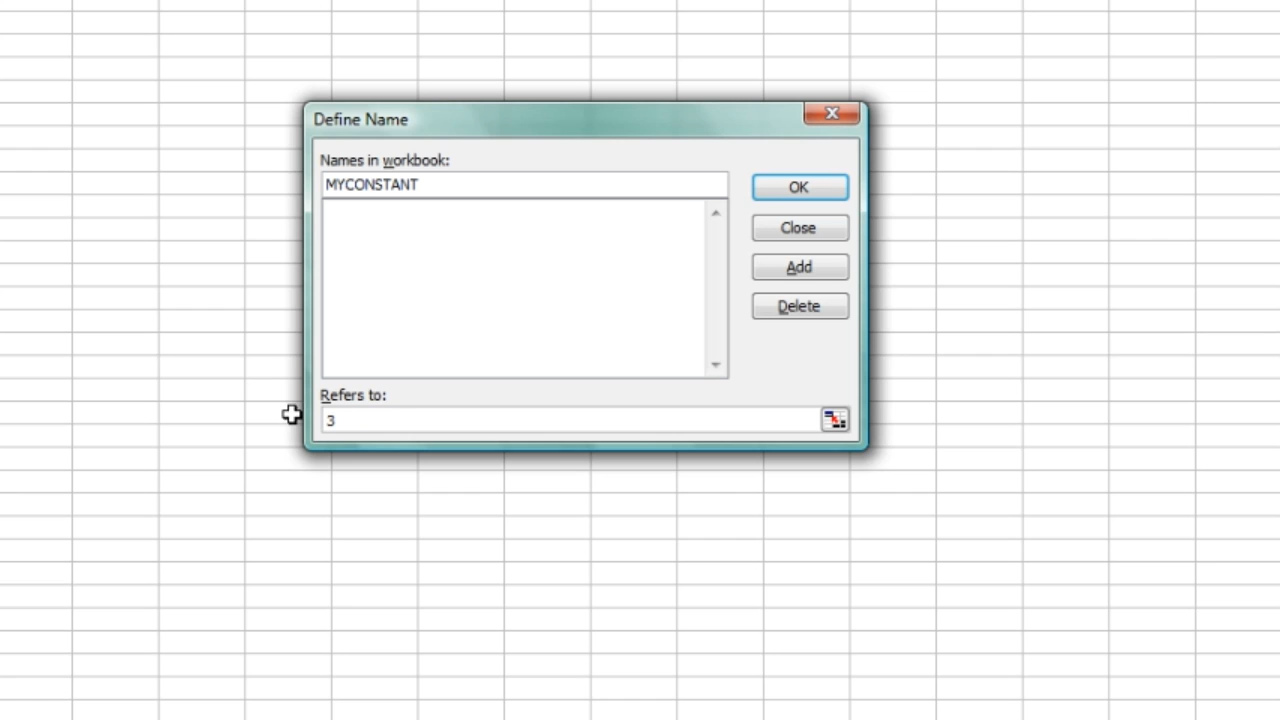 Define Name
Names in workbook:
MYCONSTANT
OK
Close
Add
Delete
Refers to:
3